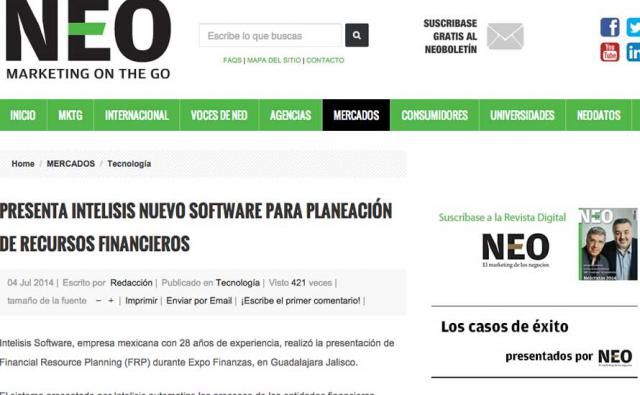 NEO
MARKETING ON THE GO
Escribe lo que buscas
FAQS | MAPA DEL SITIO | CONTACTO
SUSCRIBASE
GRATIS AL
NEOBOLETÍN
f
You
Tube
in
INICIO MKTG INTERNACIONAL VOCES DE NEO AGENCIAS MERCADOS CONSUMIDORES UNIVERSIDADES NEODATOS
Home / MERCADOS / Tecnología
PRESENTA INTELISIS NUEVO SOFTWARE PARA PLANEACIÓN
DE RECURSOS FINANCIEROS
04 Jul 2014 | Escrito por Redacción | Publicado en Tecnología | Visto 421 veces |
tamaño de la fuente − + | Imprimir | Enviar por Email | ¡Escribe el primer comentario! |
Intelisis Software, empresa mexicana con 28 años de experiencia, realizó la presentación de
Financial Resource Planning (FRP) durante Expo Finanzas, en Guadalajara Jalisco.
Suscribase a la Revista Digital
NEO
El marketing de los negocios
NEO
Los casos de éxito
presentados por NEO